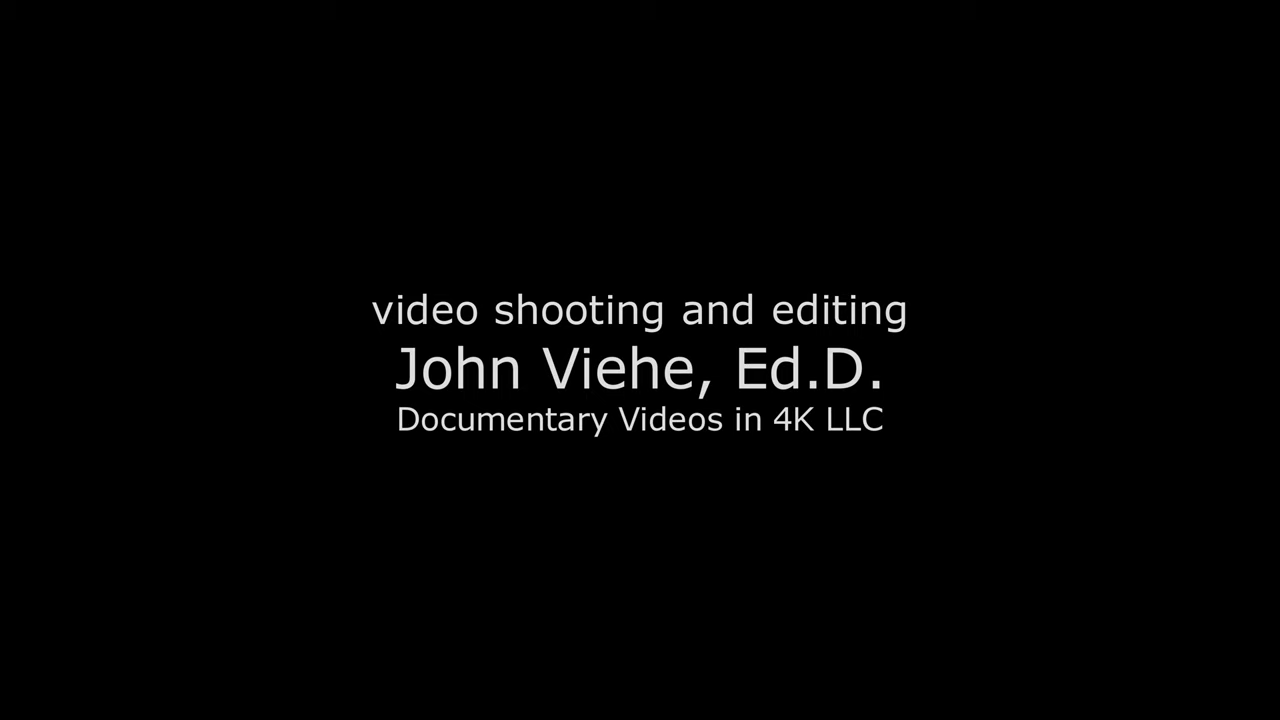 video shooting and editing
John Viehe, Ed.D.
Documentary Videos in 4K LLC